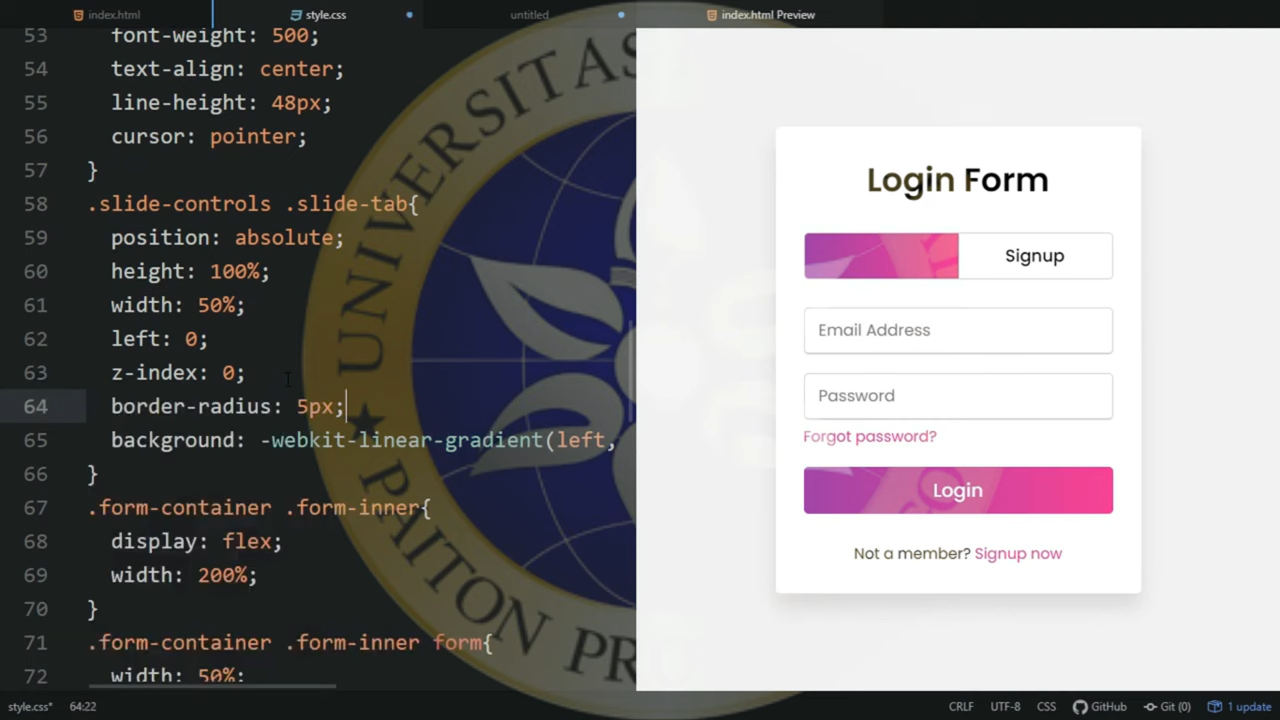 index.html
style.css
untitled
index.html Preview
53 font-weight: 500;
54 text-align: center;
55 line-height: 48px;
56 cursor: pointer;
57 }
58 .slide-controls .slide-tab{
59 position: absolute;
60 height: 100%;
61 width: 50%;
62 left: 0;
63 z-index: 0;
64 border-radius: 5px;
65 background: -webkit-linear-gradient(left,
66 }
67 .form-container .form-inner{
68 display: flex;
69 width: 200%;
70 }
71 .form-container .form-inner form{
72 width: 50%;
UNIVERSITAS
PAITON PR
Login Form
Signup
Email Address
Password
Forgot password?
Login
Not a member? Signup now
style.css* 64:22
CRLF UTF-8 CSS GitHub Git (0) 1 update